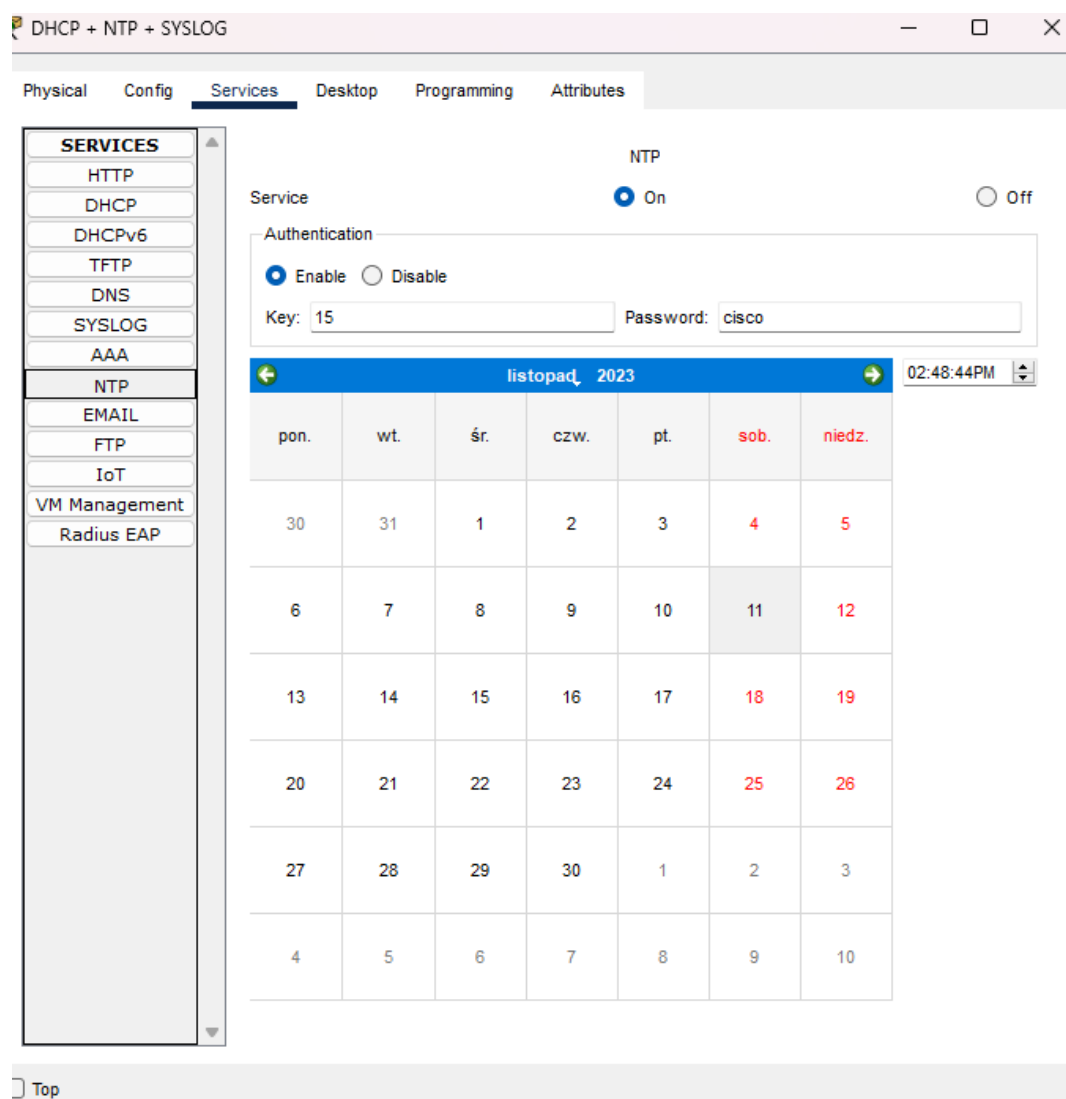 DHCP + NTP + SYSLOG
Physical Config Services Desktop Programming Attributes
SERVICES
HTTP
DHCP
DHCPv6
TFTP
DNS
SYSLOG
AAA
NTP
EMAIL
FTP
IoT
VM Management
Radius EAP
NTP
Service On Off
Authentication
Enable Disable
Key: 15 Password: cisco
listopad, 2023 02:48:44PM
pon. wt. śr. czw. pt. sob. niedz.
30 31 1 2 3 4 5
6 7 8 9 10 11 12
13 14 15 16 17 18 19
20 21 22 23 24 25 26
27 28 29 30 1 2 3
4 5 6 7 8 9 10
Top